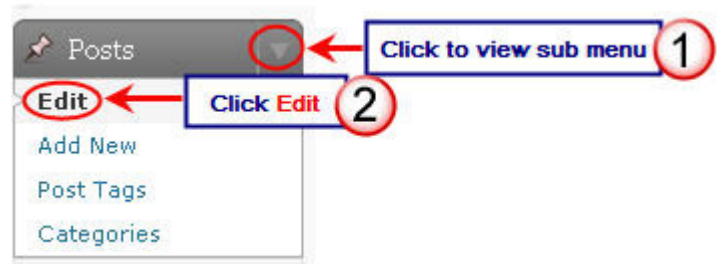 Posts
Click to view sub menu
1
Edit
Click Edit
2
Add New
Post Tags
Categories